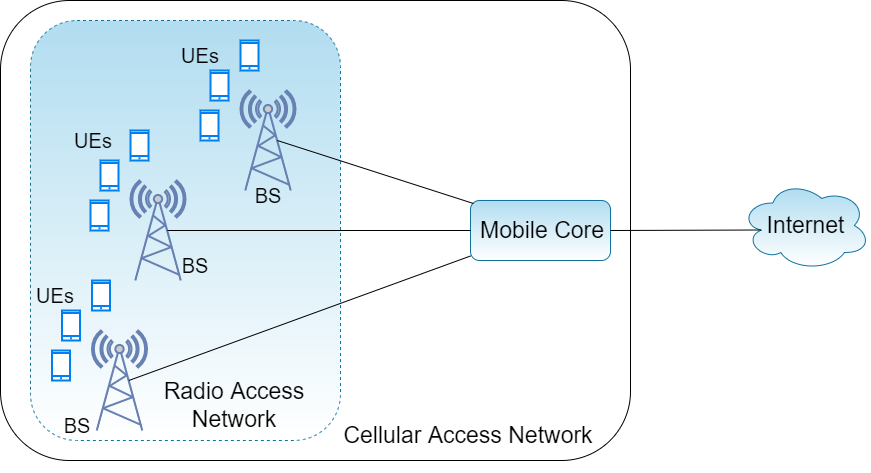 UEs
UEs
BS
Mobile Core
Internet
BS
UEs
Radio Access
Network
BS
Cellular Access Network